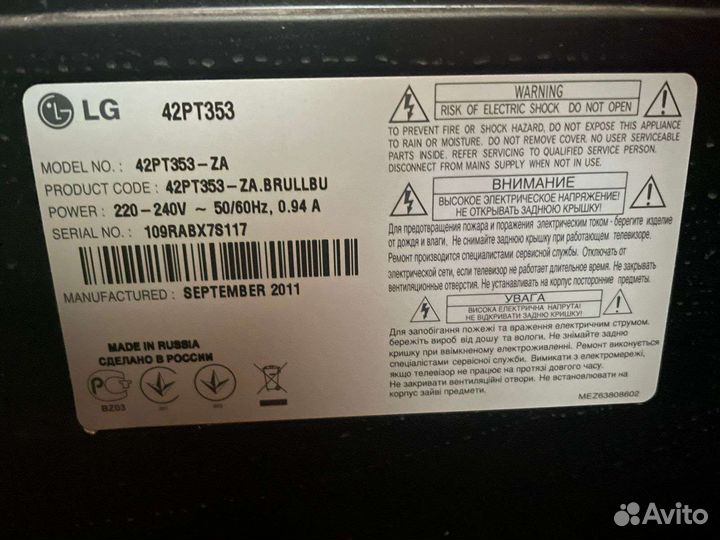 LG 42PT353
MODEL NO. : 42PT353-ZA
PRODUCT CODE : 42PT353-ZA.BRULLBU
POWER : 220-240V ~ 50/60Hz, 0.94 A
SERIAL NO. : 109RABX7S117
MANUFACTURED : SEPTEMBER 2011
MADE IN RUSSIA
СДЕЛАНО В РОССИИ
BZ03
WARNING
RISK OF ELECTRIC SHOCK DO NOT OPEN
TO PREVENT FIRE OR SHOCK HAZARD, DO NOT EXPOSE THIS APPLIANCE
TO RAIN OR MOISTURE. DO NOT REMOVE COVER. NO USER SERVICEABLE
PARTS INSIDE. REFER SERVICING TO QUALIFIED SERVICE PERSON.
DISCONNECT FROM MAINS SUPPLY WHEN NOT IN USE.
ВНИМАНИЕ
ВЫСОКОЕ ЭЛЕКТРИЧЕСКОЕ НАПРЯЖЕНИЕ!
НЕ ОТКРЫВАТЬ ЗАДНЮЮ КРЫШКУ!
Для предотвращения пожара и поражения электрическим током - берегите изделие
от дождя и влаги. Не снимайте заднюю крышку при работающем телевизоре.
Ремонт производится специалистами сервисной службы. Отключить от
электрической сети, если телевизор не работает длительное время. Не закрывать
вентиляционные отверстия. Не устанавливать на корпус посторонние предметы.
УВАГА
ВИСОКА ЕЛЕКТРИЧНА НАПРУГА!
НЕ ВІДКРИВАТИ ЗАДНЮ КРИШКУ!
Для запобігання пожежі та враження електричним струмом,
бережіть виріб від дощу та вологи. Не знімайте задню
кришку при ввімкненому електроживленні. Ремонт виконується
спеціалістами сервісної служби. Вимикати з електромережі,
якщо телевізор не працює на протязі довгого часу.
Не закривати вентиляційні отвори. Не встановлювати на
корпус зайві предмети.
MEZ63808602
Avito